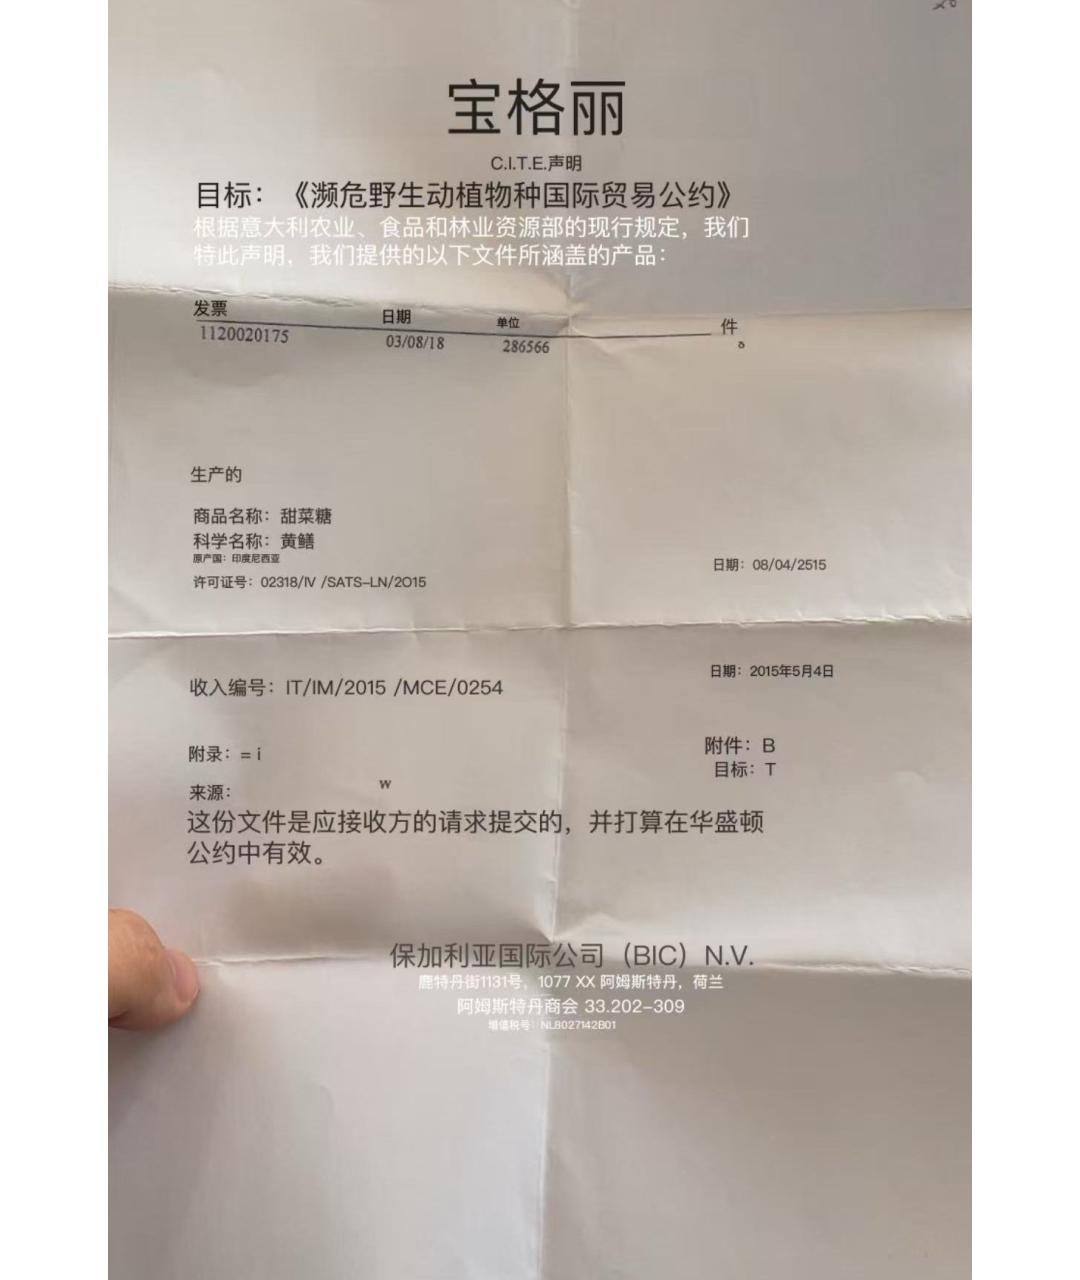 宝格丽
C.I.T.E.声明
目标：《濒危野生动植物种国际贸易公约》
根据意大利农业、食品和林业资源部的现行规定，我们
特此声明，我们提供的以下文件所涵盖的产品：
发票 日期 单位 件
1120020175 03/08/18 286566
生产的
商品名称：甜菜糖
科学名称：黄鳝
原产国：印度尼西亚
许可证号：02318/IV /SATS-LN/2O15 日期：08/04/2515
收入编号：IT/IM/2015 /MCE/0254 日期：2015年5月4日
附录：= i 附件：B
目标：T
来源： W
这份文件是应接收方的请求提交的，并打算在华盛顿
公约中有效。
保加利亚国际公司（BIC）N.V.
鹿特丹街1131号，1077 XX 阿姆斯特丹，荷兰
阿姆斯特丹商会 33.202-309
增值税号：NL8027142B01